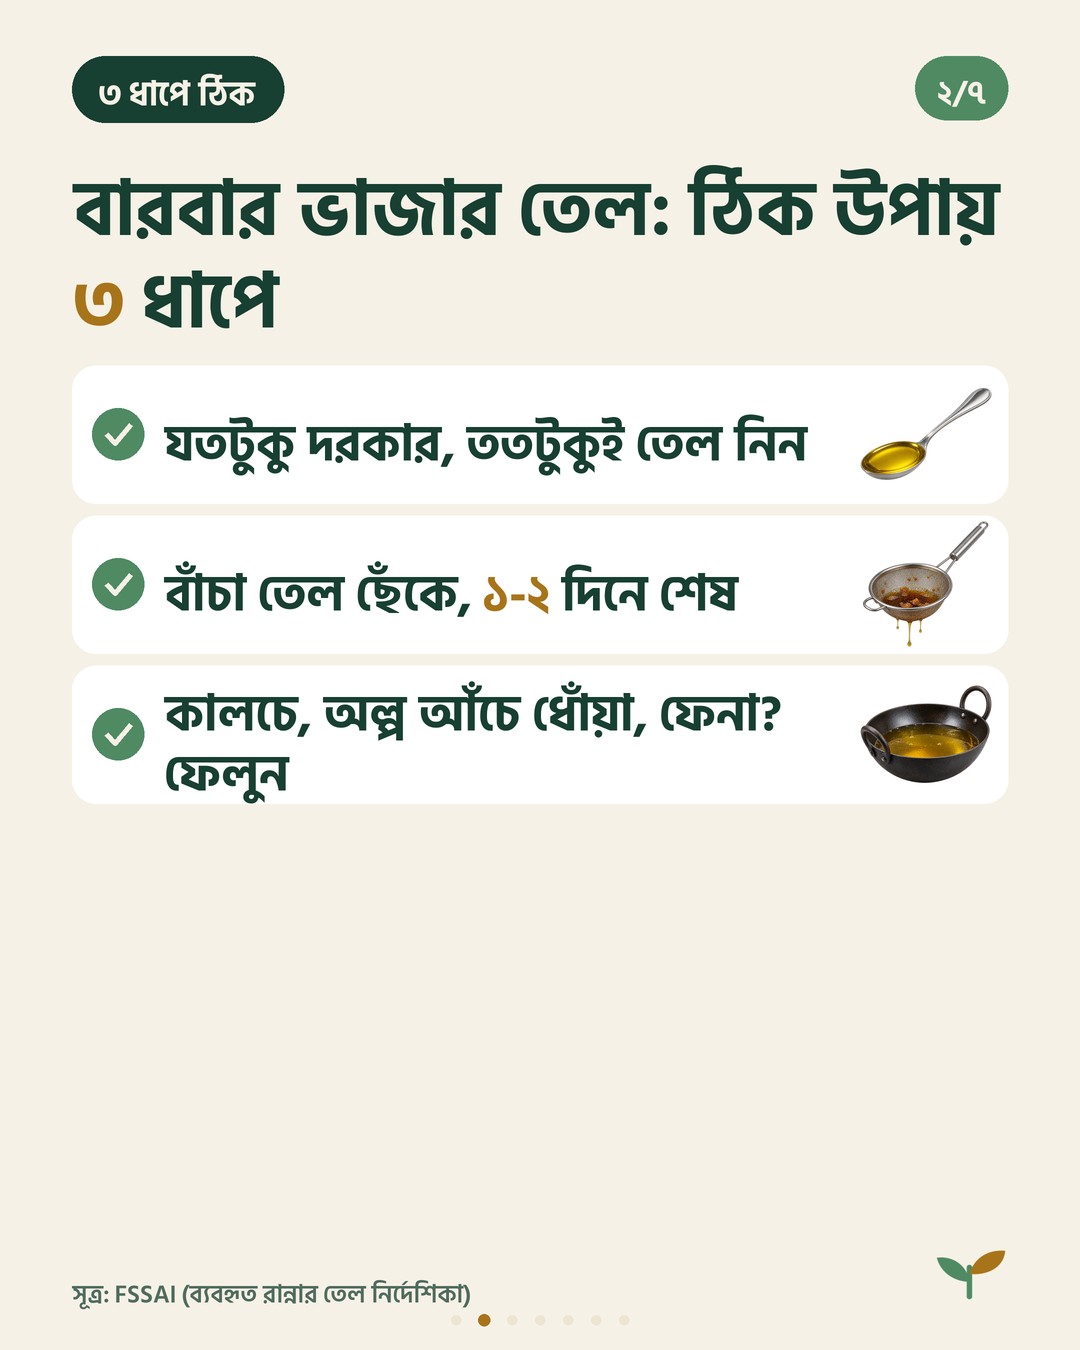 ৩ ধাপে ঠিক
২/৭
বারবার ভাজার তেল: ঠিক উপায়
৩ ধাপে
যতটুকু দরকার, ততটুকুই তেল নিন
বাঁচা তেল ছেঁকে, ১-২ দিনে শেষ
কালচে, অল্প আঁচে ধোঁয়া, ফেনা?
ফেলুন
সূত্র: FSSAI (ব্যবহৃত রান্নার তেল নির্দেশিকা)